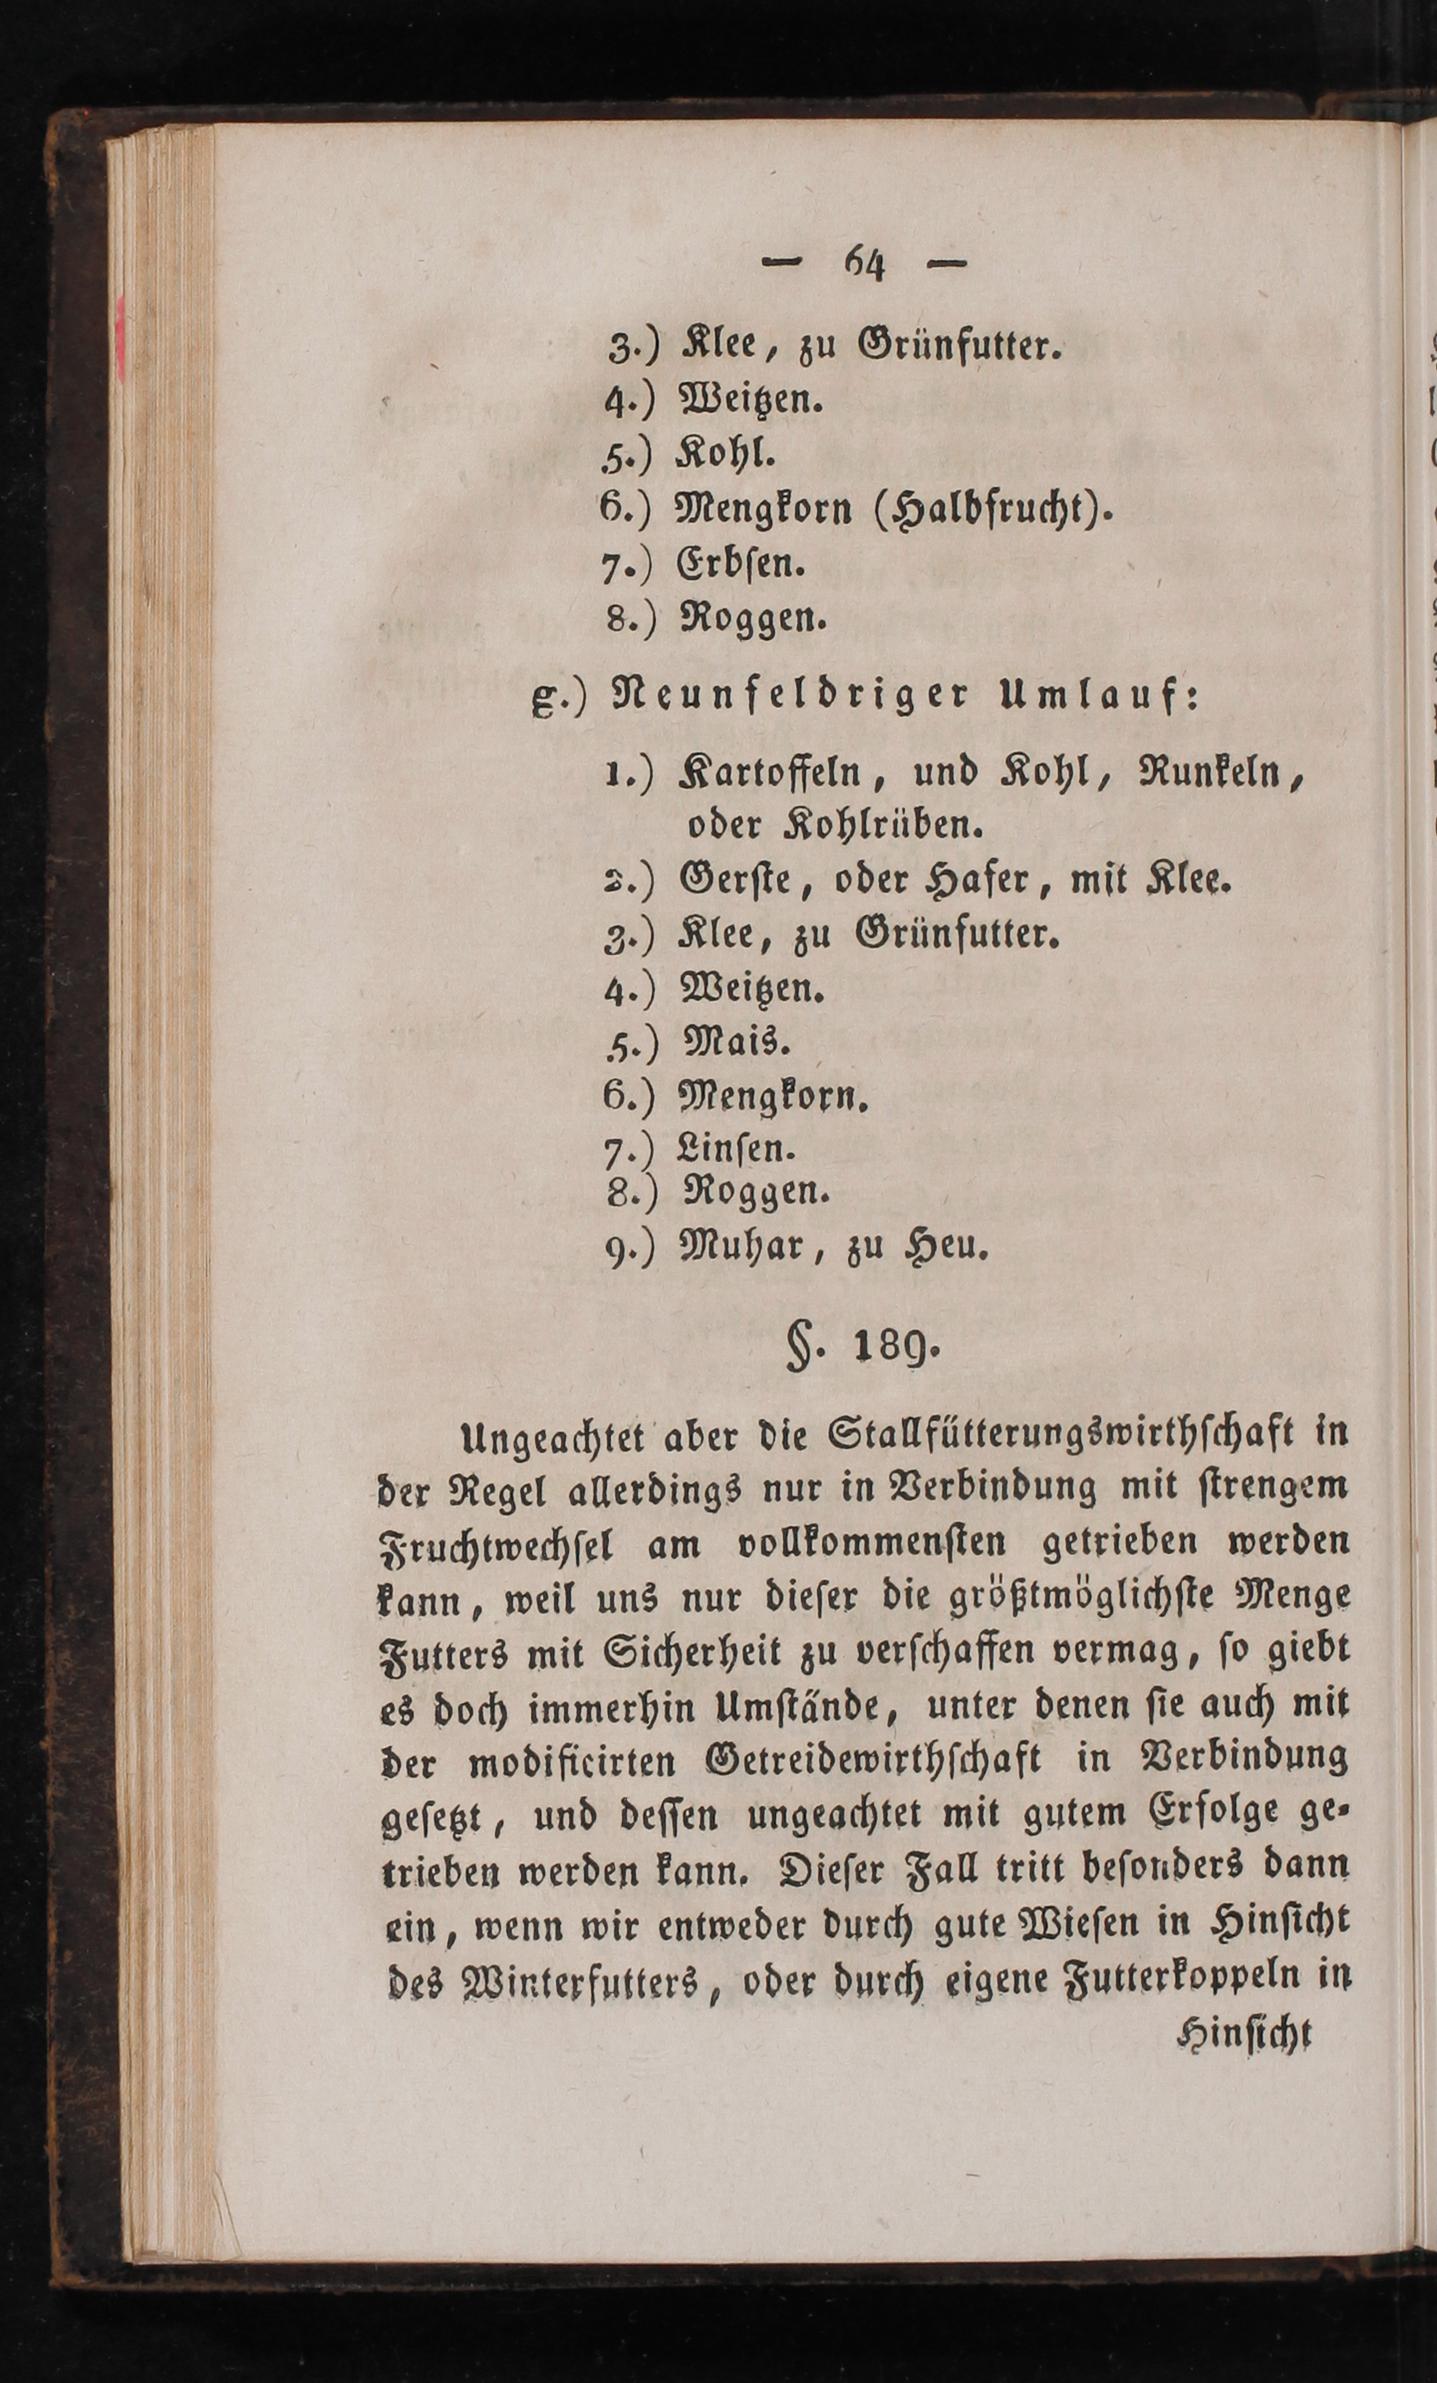 — 64 —
3.) Klee, zu Grünfutter.
4.) Weitzen.
5.) Kohl.
6.) Mengkorn (Halbfrucht).
7.) Erbſen.
8.) Roggen.
g.) Neunfeldriger Umlauf:
1.) Kartoffeln, und Kohl, Runkeln,
oder Kohlrüben.
2.) Gerſte, oder Hafer, mit Klee.
3.) Klee, zu Grünfutter.
4.) Weitzen.
5.) Mais.
6.) Mengkorn.
7.) Linſen.
8.) Roggen.
9.) Muhar, zu Heu.
§. 189.
Ungeachtet aber die Stallfütterungswirthſchaft in
der Regel allerdings nur in Verbindung mit ſtrengem
Fruchtwechſel am vollkommenſten getrieben werden
kann, weil uns nur dieſer die größtmöglichſte Menge
Futters mit Sicherheit zu verſchaffen vermag, ſo giebt
es doch immerhin Umſtände, unter denen ſie auch mit
der modificirten Getreidewirthſchaft in Verbindung
geſetzt, und deſſen ungeachtet mit gutem Erfolge ge-
trieben werden kann. Dieſer Fall tritt beſonders dann
ein, wenn wir entweder durch gute Wieſen in Hinſicht
des Winterfutters, oder durch eigene Futterkoppeln in
Hinſicht